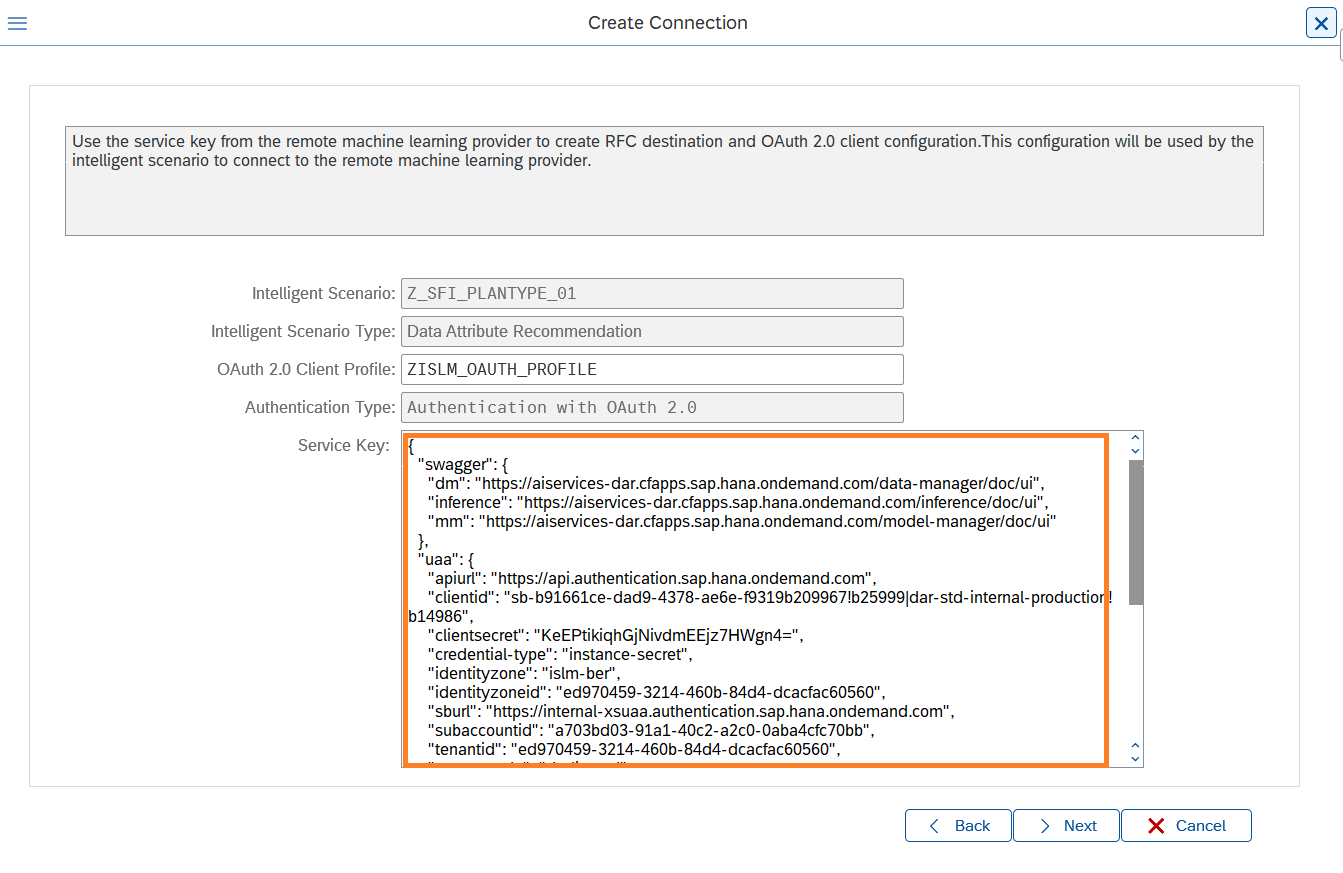 Create Connection
Use the service key from the remote machine learning provider to create RFC destination and OAuth 2.0 client configuration.This configuration will be used by the
intelligent scenario to connect to the remote machine learning provider.
Intelligent Scenario: Z_SFI_PLANTYPE_01
Intelligent Scenario Type: Data Attribute Recommendation
OAuth 2.0 Client Profile: ZISLM_OAUTH_PROFILE
Authentication Type: Authentication with OAuth 2.0
Service Key: {
"swagger": {
"dm": "https://aiservices-dar.cfapps.sap.hana.ondemand.com/data-manager/doc/ui",
"inference": "https://aiservices-dar.cfapps.sap.hana.ondemand.com/inference/doc/ui",
"mm": "https://aiservices-dar.cfapps.sap.hana.ondemand.com/model-manager/doc/ui"
},
"uaa": {
"apiurl": "https://api.authentication.sap.hana.ondemand.com",
"clientid": "sb-b91661ce-dad9-4378-ae6e-f9319b209967!b25999|dar-std-internal-production!
b14986",
"clientsecret": "KeEPtikiqhGjNivdmEEjz7HWgn4=",
"credential-type": "instance-secret",
"identityzone": "islm-ber",
"identityzoneid": "ed970459-3214-460b-84d4-dcacfac60560",
"sburl": "https://internal-xsuaa.authentication.sap.hana.ondemand.com",
"subaccountid": "a703bd03-91a1-40c2-a2c0-0aba4cfc70bb",
"tenantid": "ed970459-3214-460b-84d4-dcacfac60560",
Back Next Cancel